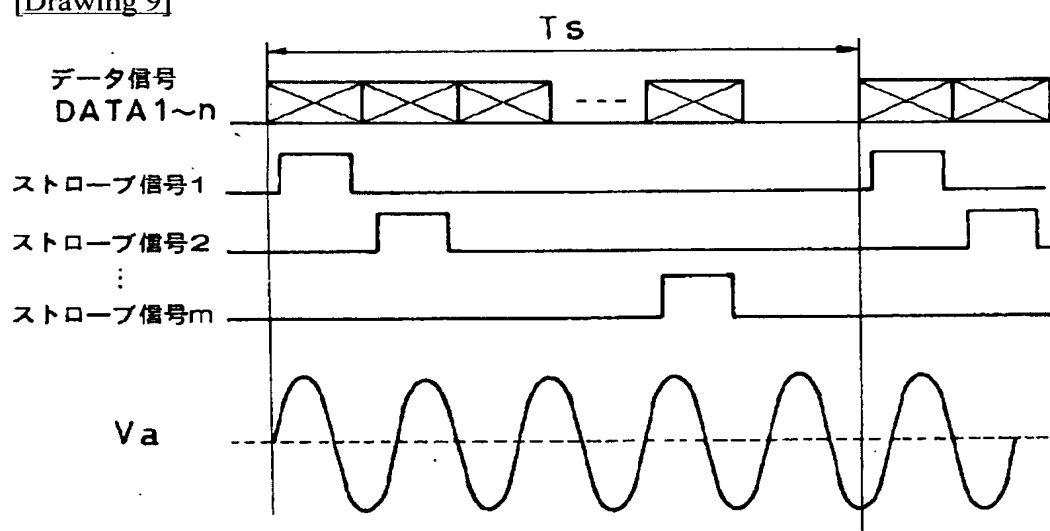 [Drawing 9]
Ts
データ信号
DATA1~n
ストローブ信号1
ストローブ信号2
⋮
ストローブ信号m
Va